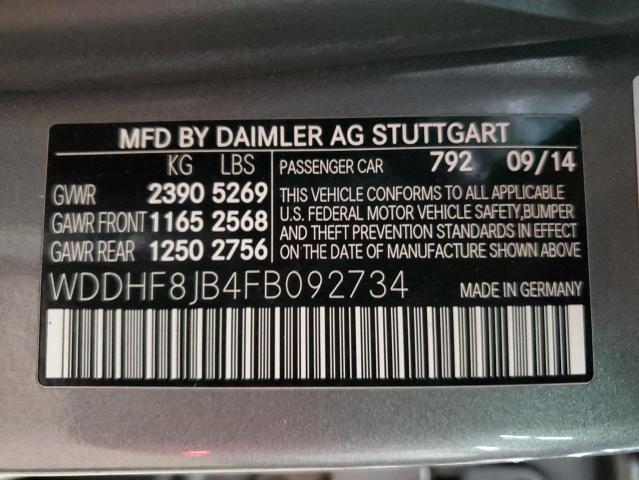 MFD BY DAIMLER AG STUTTGART
KG LBS
GVWR 2390 5269
GAWR FRONT 1165 2568
GAWR REAR 1250 2756
PASSENGER CAR 792 09/14
THIS VEHICLE CONFORMS TO ALL APPLICABLE
U.S. FEDERAL MOTOR VEHICLE SAFETY,BUMPER
AND THEFT PREVENTION STANDARDS IN EFFECT
ON THE DATE OF MANUFACTURE SHOWN ABOVE
WDDHF8JB4FB092734 MADE IN GERMANY